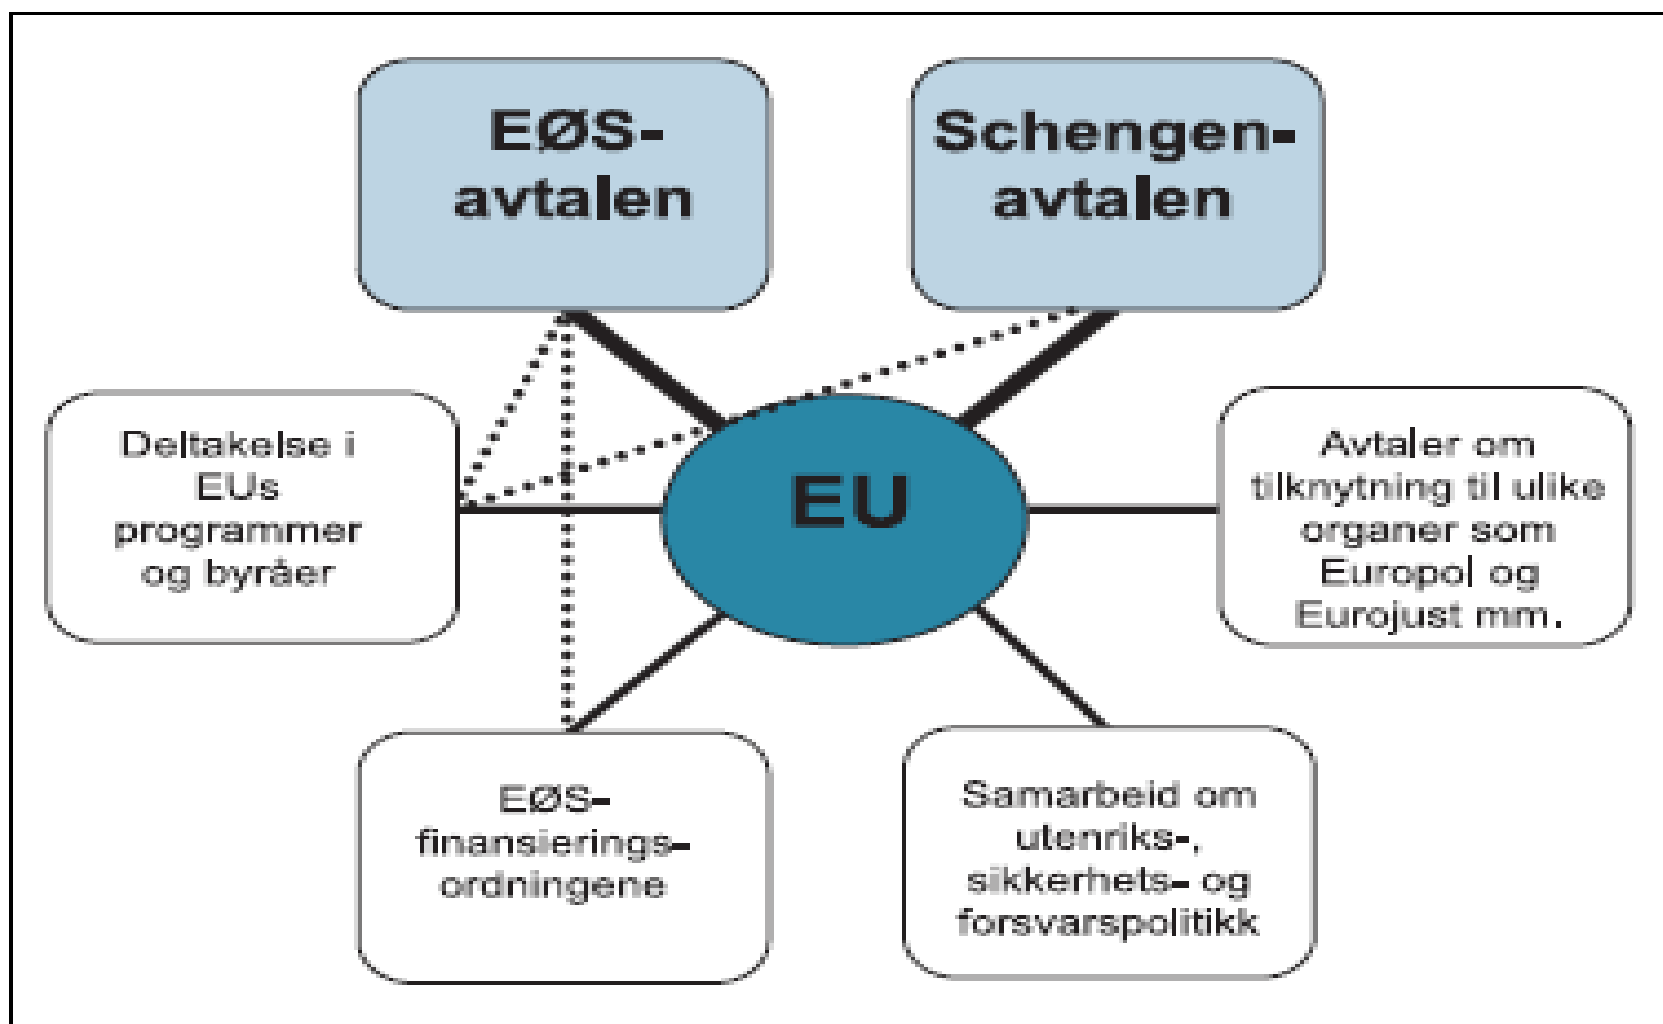 EØS-
avtalen
Schengen-
avtalen
Deltakelse i
EUs
programmer
og byråer
EU
Avtaler om
tilknytning til ulike
organer som
Europol og
Eurojust mm.
EØS-
finansierings-
ordningene
Samarbeid om
utenriks-,
sikkerhets- og
forsvarspolitikk